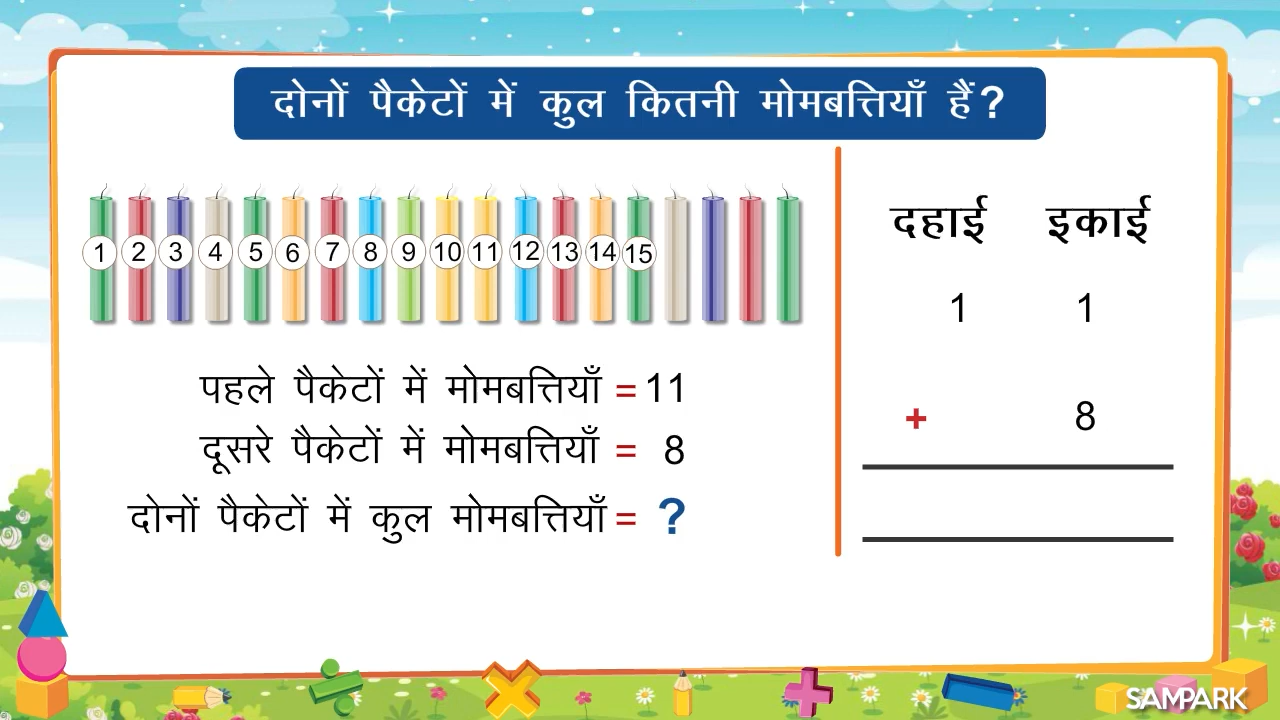 दोनों पैकेटों में कुल कितनी मोमबत्तियाँ हैं?
1 2 3 4 5 6 7 8 9 10 11 12 13 14 15
पहले पैकेटों में मोमबत्तियाँ = 11
दूसरे पैकेटों में मोमबत्तियाँ = 8
दोनों पैकेटों में कुल मोमबत्तियाँ = ?
दहाई इकाई
1 1
+ 8
SAMPARK